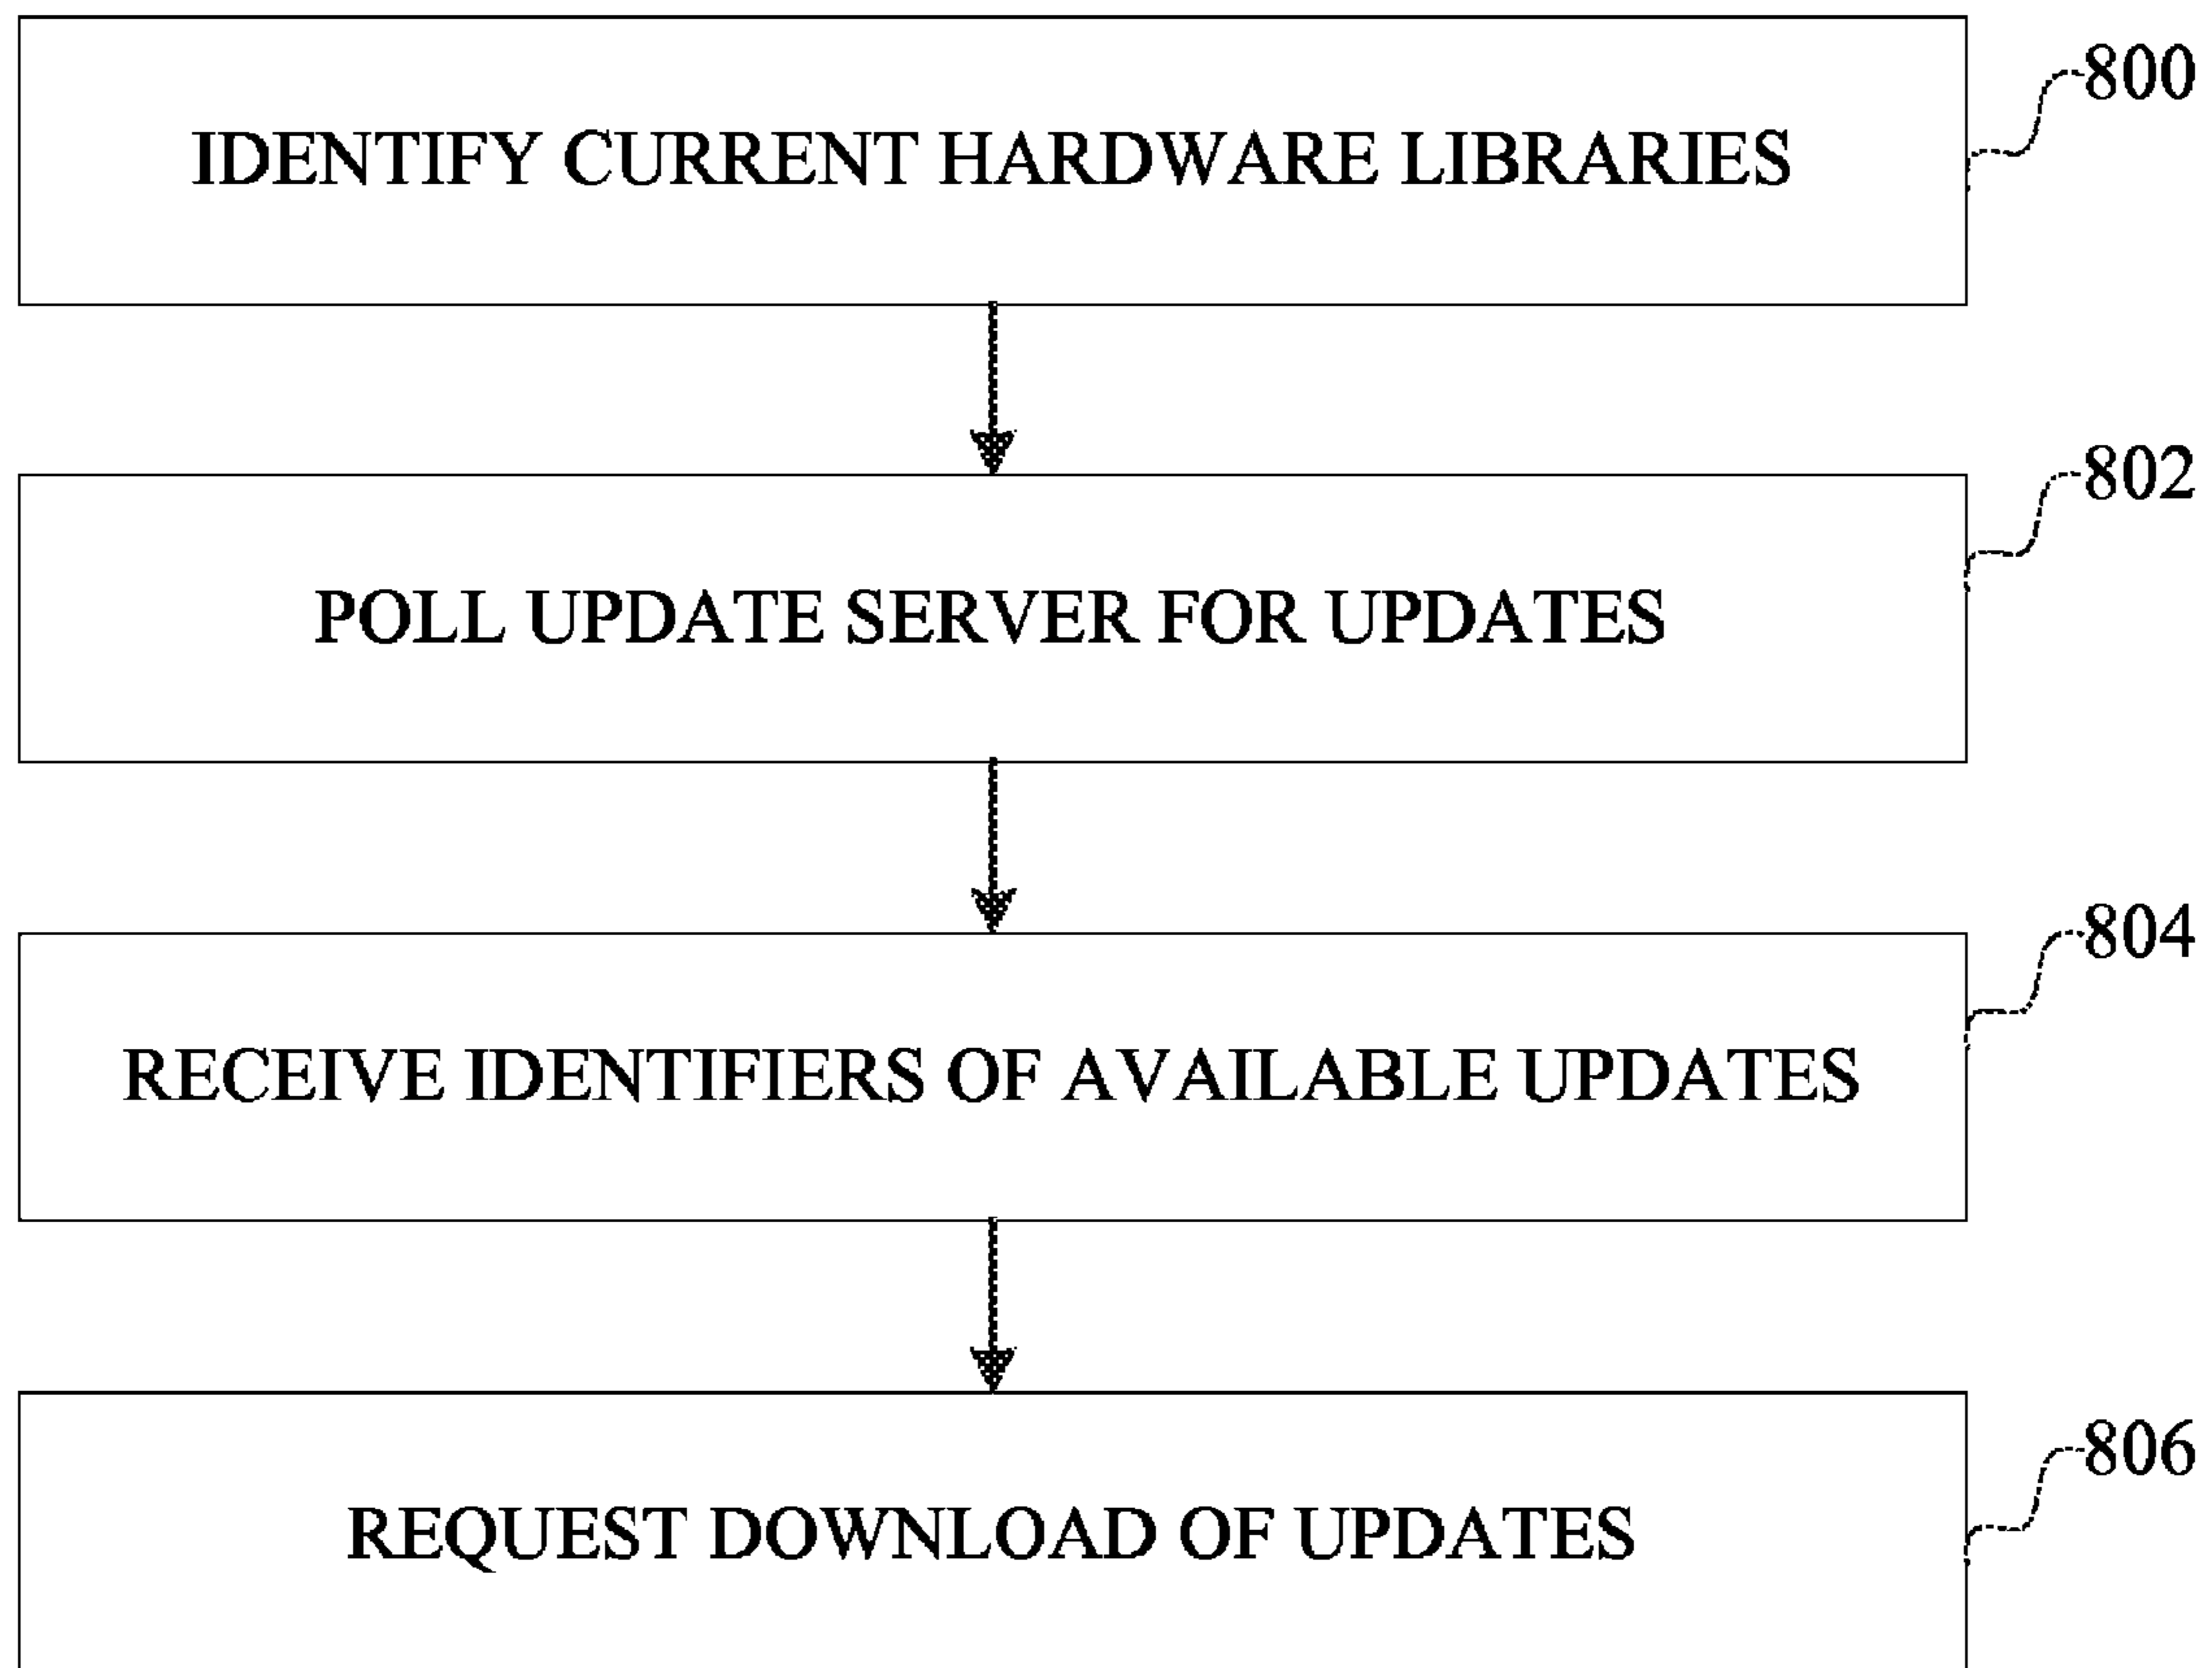 800
IDENTIFY CURRENT HARDWARE LIBRARIES
802
POLL UPDATE SERVER FOR UPDATES
804
RECEIVE IDENTIFIERS OF AVAILABLE UPDATES
806
REQUEST DOWNLOAD OF UPDATES